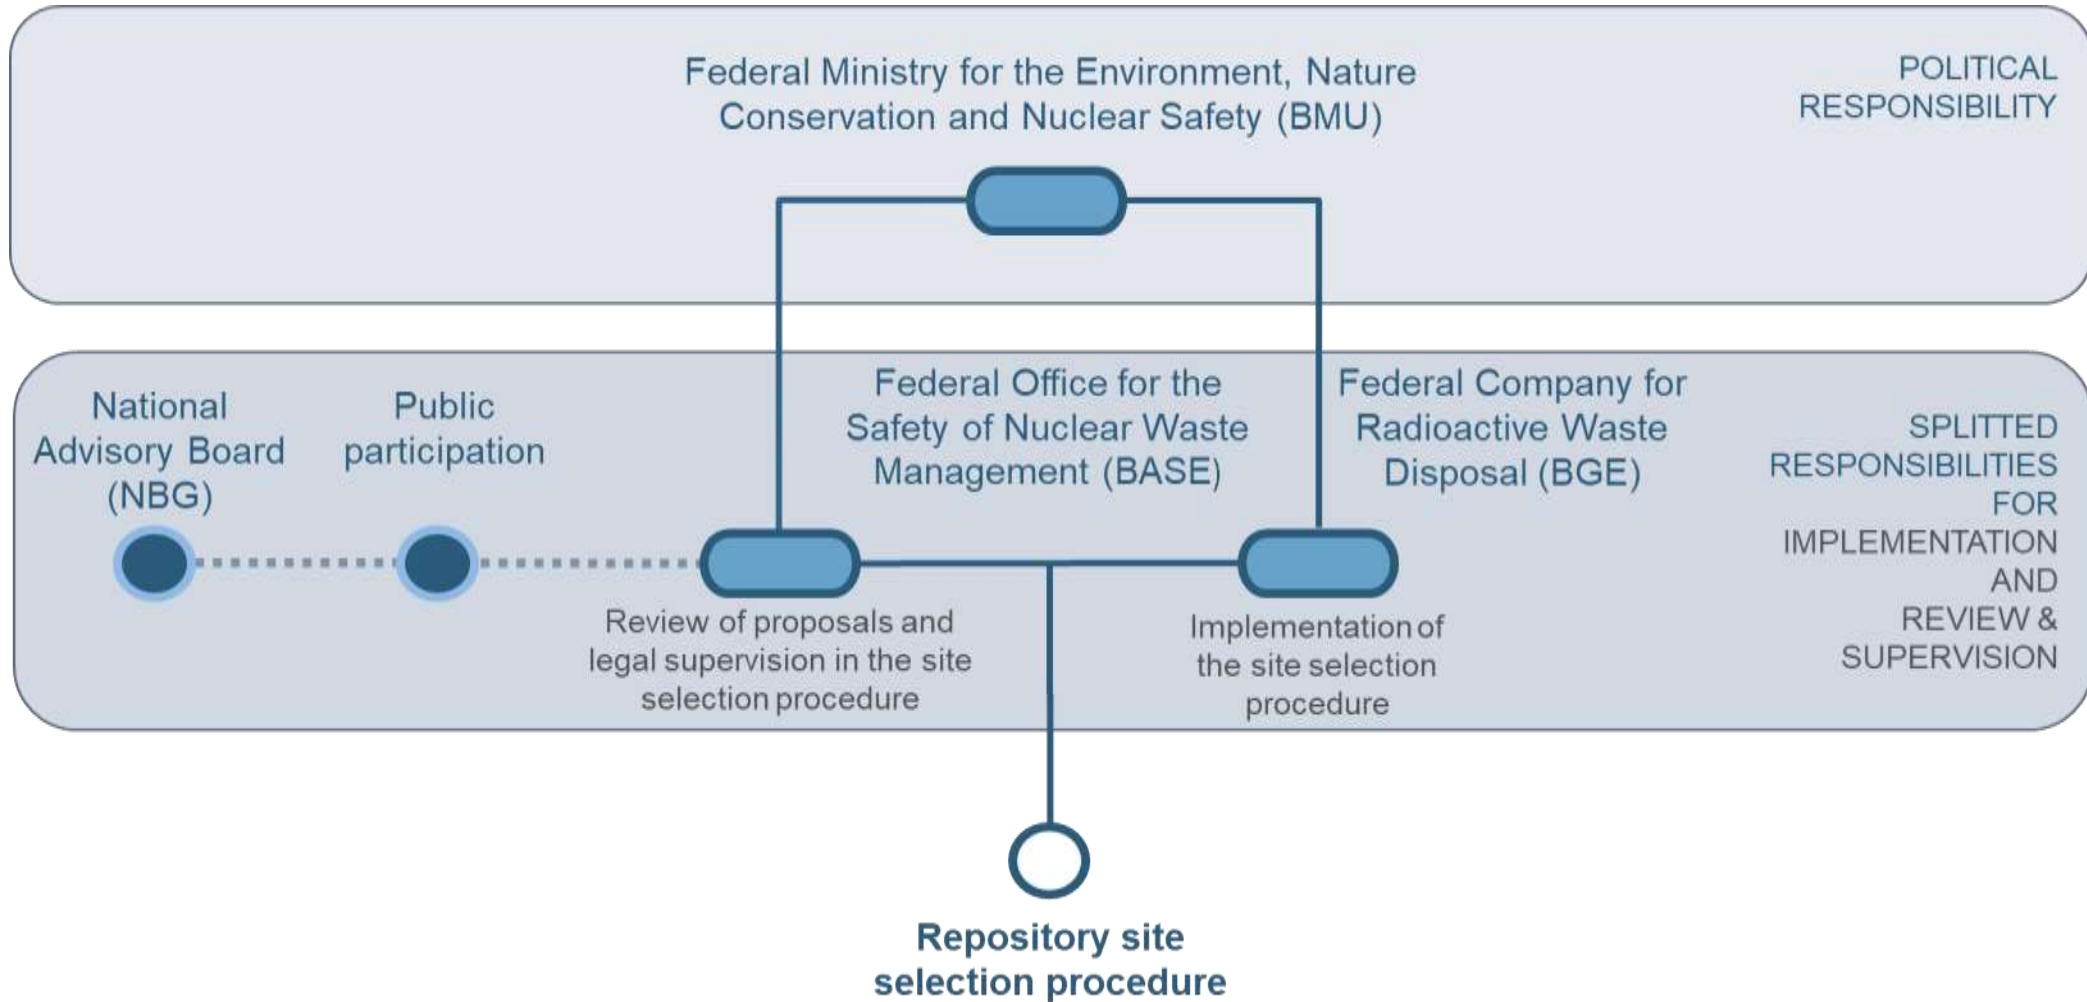 Federal Ministry for the Environment, Nature
Conservation and Nuclear Safety (BMU)
POLITICAL
RESPONSIBILITY
National
Advisory Board
(NBG)
Public
participation
Federal Office for the
Safety of Nuclear Waste
Management (BASE)
Federal Company for
Radioactive Waste
Disposal (BGE)
SPLITTED
RESPONSIBILITIES
FOR
IMPLEMENTATION
AND
REVIEW &
SUPERVISION
Review of proposals and
legal supervision in the site
selection procedure
Implementation of
the site selection
procedure
Repository site
selection procedure